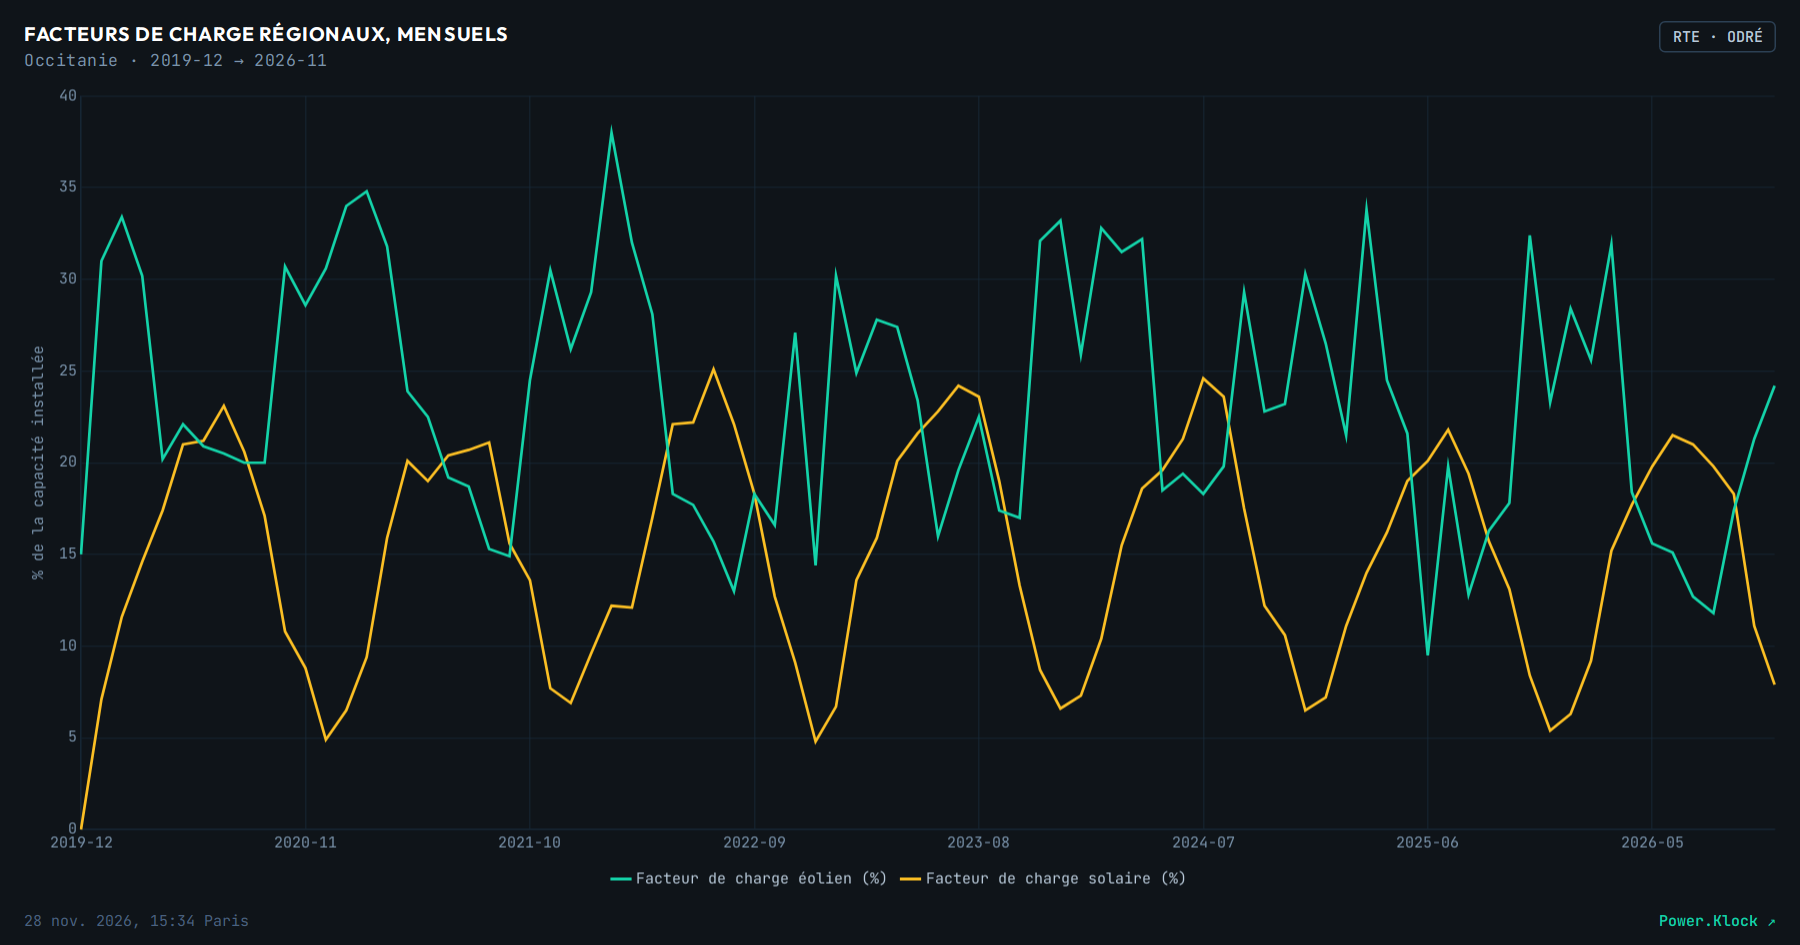 FACTEURS DE CHARGE RÉGIONAUX, MENSUELS
Occitanie · 2019-12 → 2026-11
RTE · ODRÉ
% de la capacité installée
40
35
30
25
20
15
10
5
0
2019-12
2020-11
2021-10
2022-09
2023-08
2024-07
2025-06
2026-05
Facteur de charge éolien (%)
Facteur de charge solaire (%)
28 nov. 2026, 15:34 Paris
Power.Klock ↗